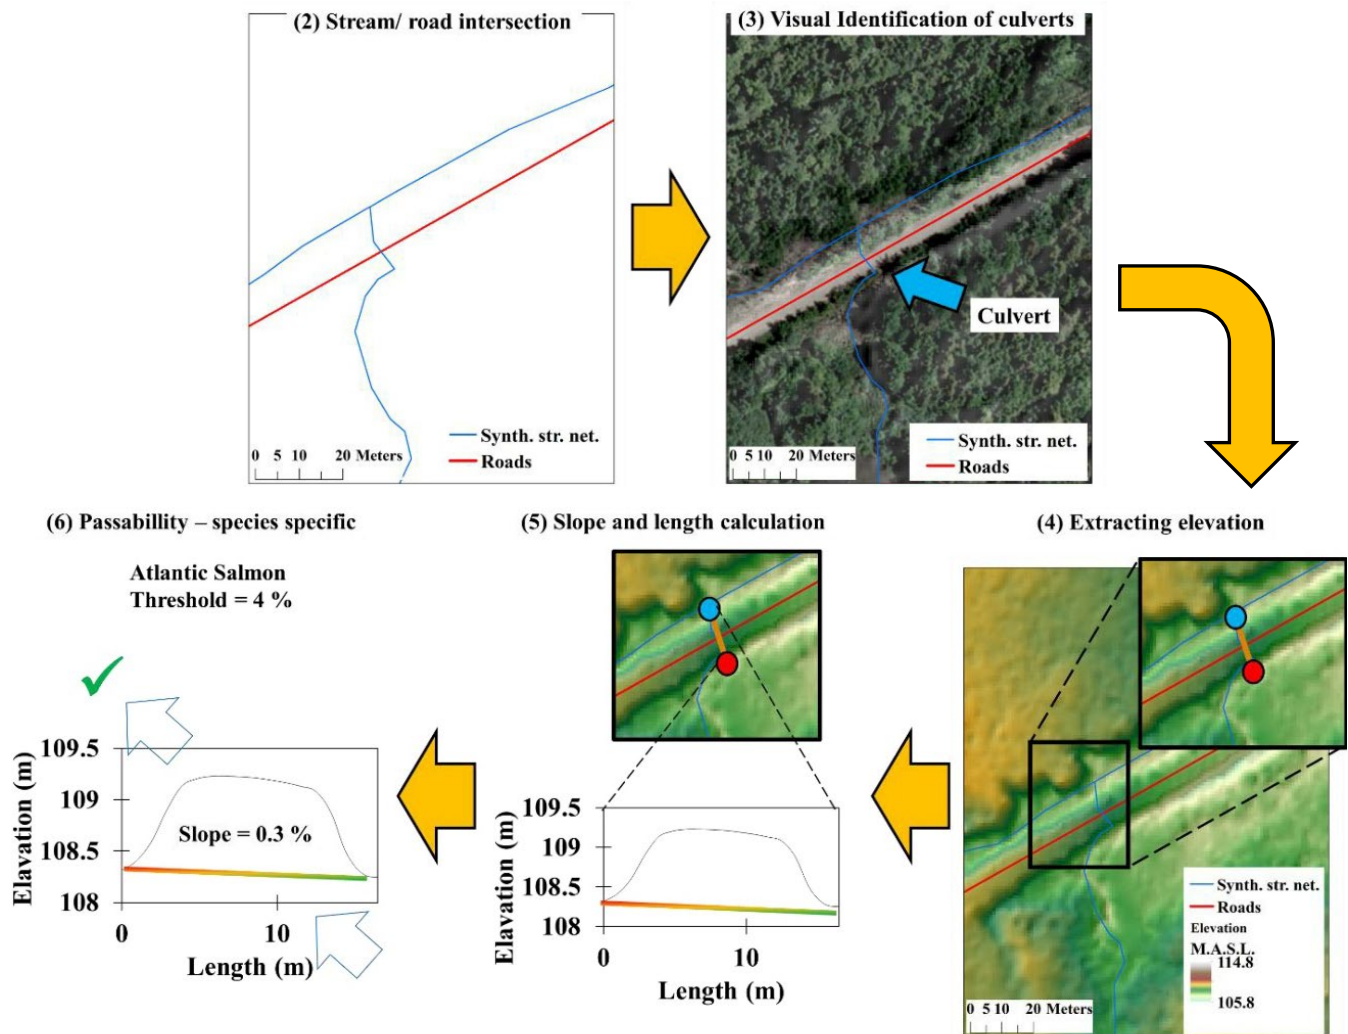 (2) Stream/ road intersection
Synth. str. net.
Roads
0 5 10 20 Meters
(3) Visual Identification of culverts
Culvert
Synth. str. net.
Roads
0 5 10 20 Meters
(6) Passabillity – species specific
Atlantic Salmon
Threshold = 4 %
109.5
109
108.5
108
Elavation (m)
Slope = 0.3 %
0 10
Length (m)
(5) Slope and length calculation
109.5
109
108.5
108
Elavation (m)
0 10
Length (m)
(4) Extracting elevation
Synth. str. net.
Roads
Elevation
M.A.S.L.
114.8
105.8
0 5 10 20 Meters